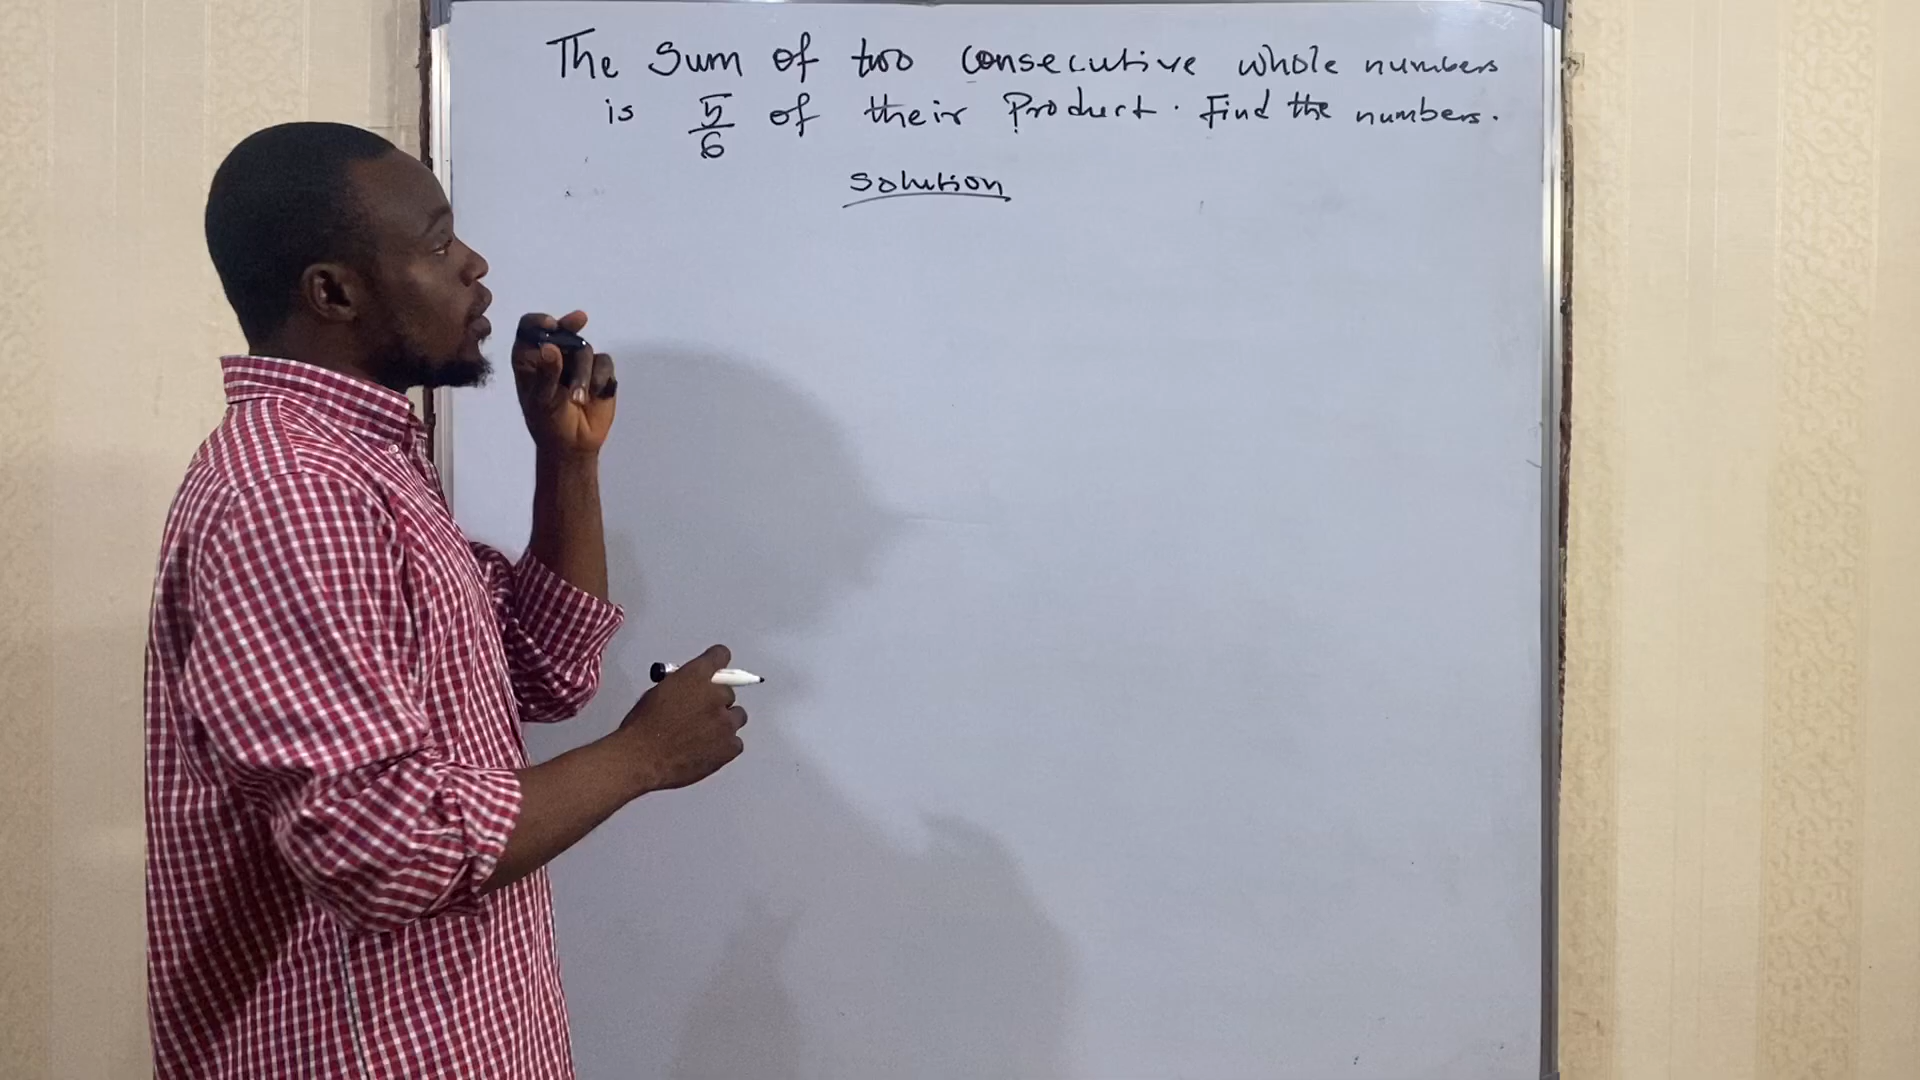 The Sum of two consecutive whole numbers
is 5/6 of their Product. Find the numbers.
Solution